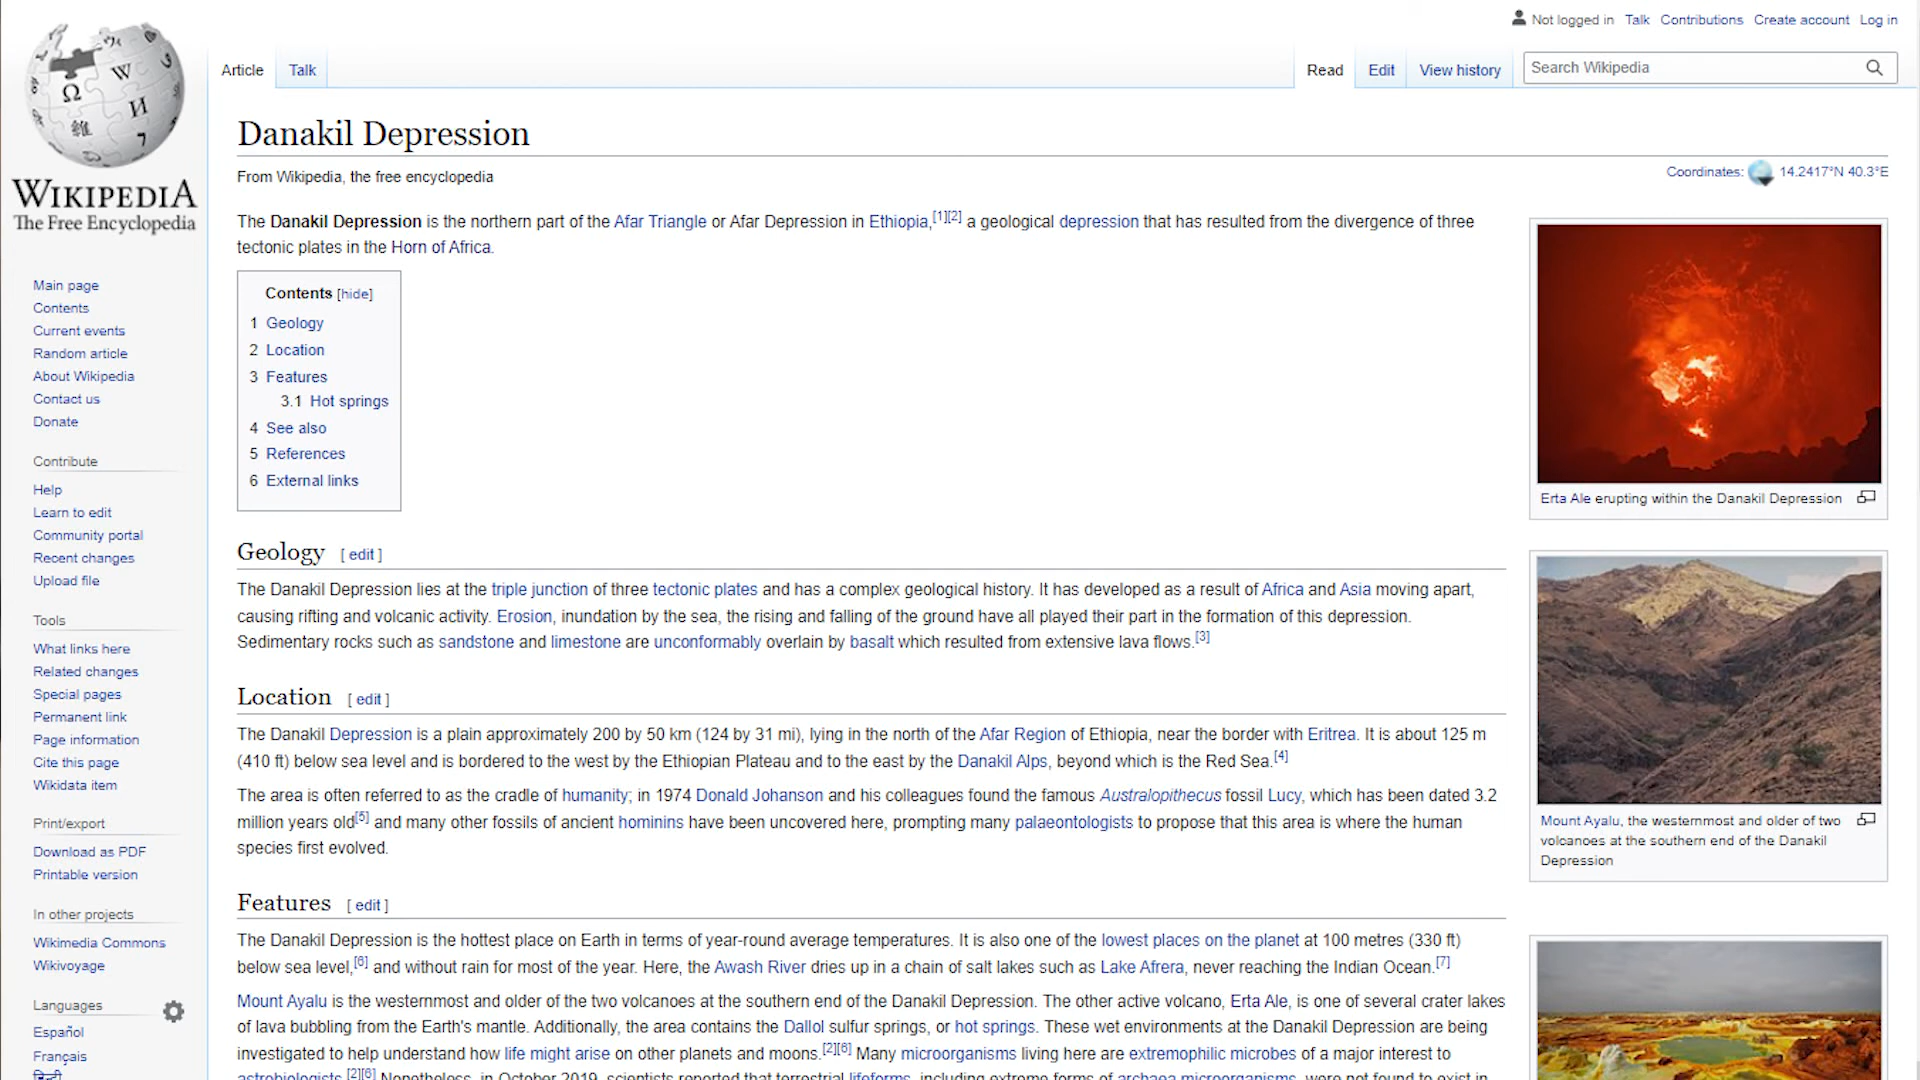 Not logged in Talk Contributions Create account Log in
Article Talk Read Edit View history Search Wikipedia
WIKIPEDIA
The Free Encyclopedia
Main page
Contents
Current events
Random article
About Wikipedia
Contact us
Donate
Contribute
Help
Learn to edit
Community portal
Recent changes
Upload file
Tools
What links here
Related changes
Special pages
Permanent link
Page information
Cite this page
Wikidata item
Print/export
Download as PDF
Printable version
In other projects
Wikimedia Commons
Wikivoyage
Languages
Español
Français
हिन्दी
Danakil Depression
From Wikipedia, the free encyclopedia
Coordinates: 14.2417°N 40.3°E
The Danakil Depression is the northern part of the Afar Triangle or Afar Depression in Ethiopia,[1][2] a geological depression that has resulted from the divergence of three
tectonic plates in the Horn of Africa.
Contents [hide]
1 Geology
2 Location
3 Features
3.1 Hot springs
4 See also
5 References
6 External links
Geology [ edit ]
The Danakil Depression lies at the triple junction of three tectonic plates and has a complex geological history. It has developed as a result of Africa and Asia moving apart,
causing rifting and volcanic activity. Erosion, inundation by the sea, the rising and falling of the ground have all played their part in the formation of this depression.
Sedimentary rocks such as sandstone and limestone are unconformably overlain by basalt which resulted from extensive lava flows.[3]
Location [ edit ]
The Danakil Depression is a plain approximately 200 by 50 km (124 by 31 mi), lying in the north of the Afar Region of Ethiopia, near the border with Eritrea. It is about 125 m
(410 ft) below sea level and is bordered to the west by the Ethiopian Plateau and to the east by the Danakil Alps, beyond which is the Red Sea.[4]
The area is often referred to as the cradle of humanity; in 1974 Donald Johanson and his colleagues found the famous Australopithecus fossil Lucy, which has been dated 3.2
million years old[5] and many other fossils of ancient hominins have been uncovered here, prompting many palaeontologists to propose that this area is where the human
species first evolved.
Features [ edit ]
The Danakil Depression is the hottest place on Earth in terms of year-round average temperatures. It is also one of the lowest places on the planet at 100 metres (330 ft)
below sea level,[6] and without rain for most of the year. Here, the Awash River dries up in a chain of salt lakes such as Lake Afrera, never reaching the Indian Ocean.[7]
Mount Ayalu is the westernmost and older of the two volcanoes at the southern end of the Danakil Depression. The other active volcano, Erta Ale, is one of several crater lakes
of lava bubbling from the Earth's mantle. Additionally, the area contains the Dallol sulfur springs, or hot springs. These wet environments at the Danakil Depression are being
investigated to help understand how life might arise on other planets and moons.[2][6] Many microorganisms living here are extremophilic microbes of a major interest to
astrobiologists.[2][6] Nonetheless, in October 2019, scientists reported that terrestrial lifeforms, including extreme forms of archaea microorganisms, were not found to exist in
Erta Ale erupting within the Danakil Depression
Mount Ayalu, the westernmost and older of two
volcanoes at the southern end of the Danakil
Depression